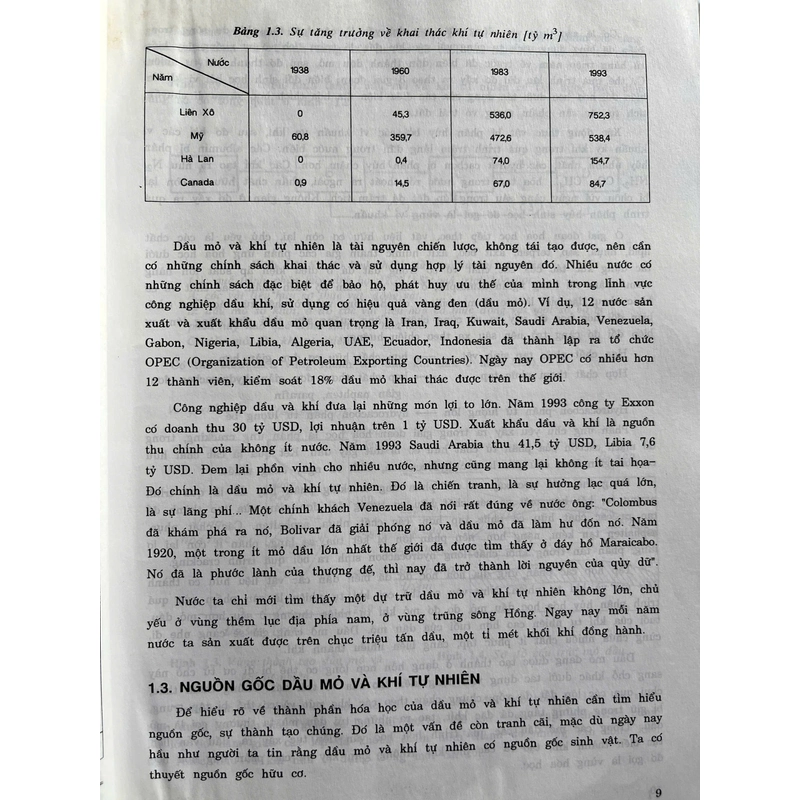 Bảng 1.3. Sự tăng trưởng về khai thác khí tự nhiên [tỷ m³]
Nước
Năm
1938 1960 1983 1993
Liên Xô 0 45,3 536,0 752,3
Mỹ 60,8 359,7 472,6 538,4
Hà Lan 0 0,4 74,0 154,7
Canada 0,9 14,5 67,0 84,7
Dầu mỏ và khí tự nhiên là tài nguyên chiến lược, không tái tạo được, nên cần
có những chính sách khai thác và sử dụng hợp lý tài nguyên đó. Nhiều nước có
những chính sách đặc biệt để bảo hộ, phát huy ưu thế của mình trong lĩnh vực
công nghiệp dầu khí, sử dụng có hiệu quả vàng đen (dầu mỏ). Ví dụ, 12 nước sản
xuất và xuất khẩu dầu mỏ quan trọng là Iran, Iraq, Kuwait, Saudi Arabia, Venezuela,
Gabon, Nigeria, Libia, Algeria, UAE, Ecuador, Indonesia đã thành lập ra tổ chức
OPEC (Organization of Petroleum Exporting Countries). Ngày nay OPEC có nhiều hơn
12 thành viên, kiểm soát 18% dầu mỏ khai thác được trên thế giới.
Công nghiệp dầu và khí đưa lại những món lợi to lớn. Năm 1993 công ty Exxon
có doanh thu 30 tỷ USD, lợi nhuận trên 1 tỷ USD. Xuất khẩu dầu và khí là nguồn
thu chính của không ít nước. Năm 1993 Saudi Arabia thu 41,5 tỷ USD, Libia 7,6
tỷ USD. Đem lại phồn vinh cho nhiều nước, nhưng cũng mang lại không ít tai họa–
Đó chính là dầu mỏ và khí tự nhiên. Đó là chiến tranh, là sự hưởng lạc quá lớn,
là sự lãng phí... Một chính khách Venezuela đã nói rất đúng về nước ông: "Colombus
đã khám phá ra nó, Bolivar đã giải phóng nó và dầu mỏ đã làm hư đốn nó. Năm
1920, một trong ít mỏ dầu lớn nhất thế giới đã được tìm thấy ở đáy hồ Maraicabo.
Nó đã là phước lành của thượng đế, thì nay đã trở thành lời nguyền của qủy dữ".
Nước ta chỉ mới tìm thấy một dự trữ dầu mỏ và khí tự nhiên không lớn, chủ
yếu ở vùng thềm lục địa phía nam, ở vùng trũng sông Hồng. Ngay nay mỗi năm
nước ta sản xuất được trên chục triệu tấn dầu, một tỉ mét khối khí đồng hành.
1.3. NGUỒN GỐC DẦU MỎ VÀ KHÍ TỰ NHIÊN
Để hiểu rõ về thành phần hóa học của dầu mỏ và khí tự nhiên cần tìm hiểu
nguồn gốc, sự thành tạo chúng. Đó là một vấn đề còn tranh cãi, mặc dù ngày nay
hầu như người ta tin rằng dầu mỏ và khí tự nhiên có nguồn gốc sinh vật. Ta có
thuyết nguồn gốc hữu cơ.
9